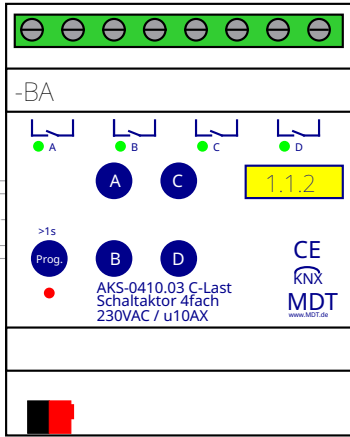 -BA
A B C D
A C 1.1.2
>1s
Prog. B D
CE
KNX
AKS-0410.03 C-Last
Schaltaktor 4fach
230VAC / u10AX
MDT
www.MDT.de